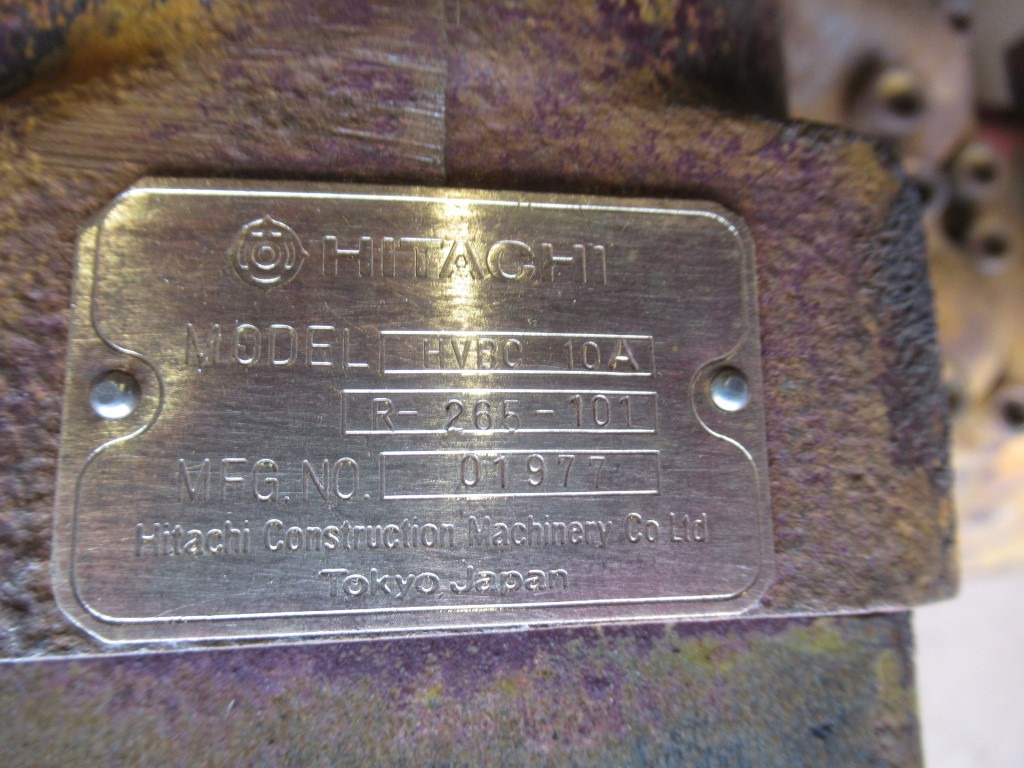 HITACHI
MODEL HVBC 10A
R-265-101
MFG. NO. 01977
Hitachi Construction Machinery Co Ltd
Tokyo Japan